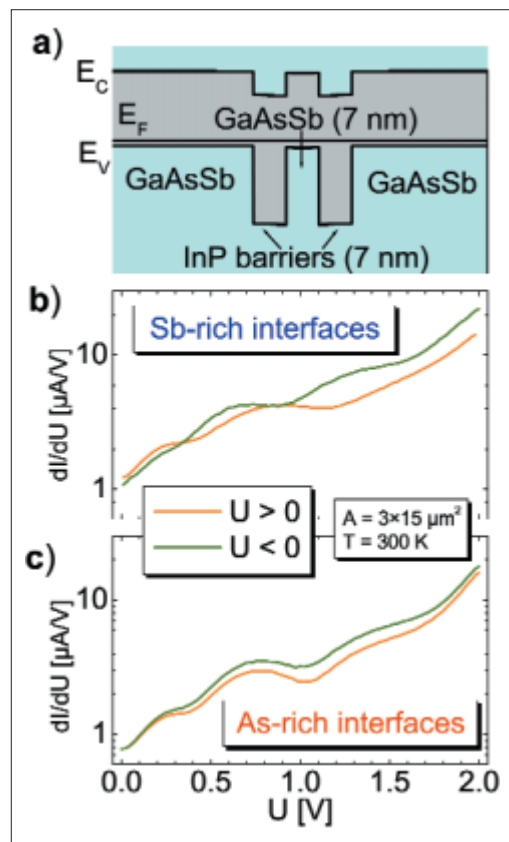 a)
E_C
E_F
GaAsSb (7 nm)
E_V
GaAsSb
GaAsSb
InP barriers (7 nm)
b)
Sb-rich interfaces
10
1
dI/dU [µA/V]
U > 0
U < 0
A = 3×15 µm²
T = 300 K
c)
10
1
dI/dU [µA/V]
As-rich interfaces
0.0 0.5 1.0 1.5 2.0
U [V]